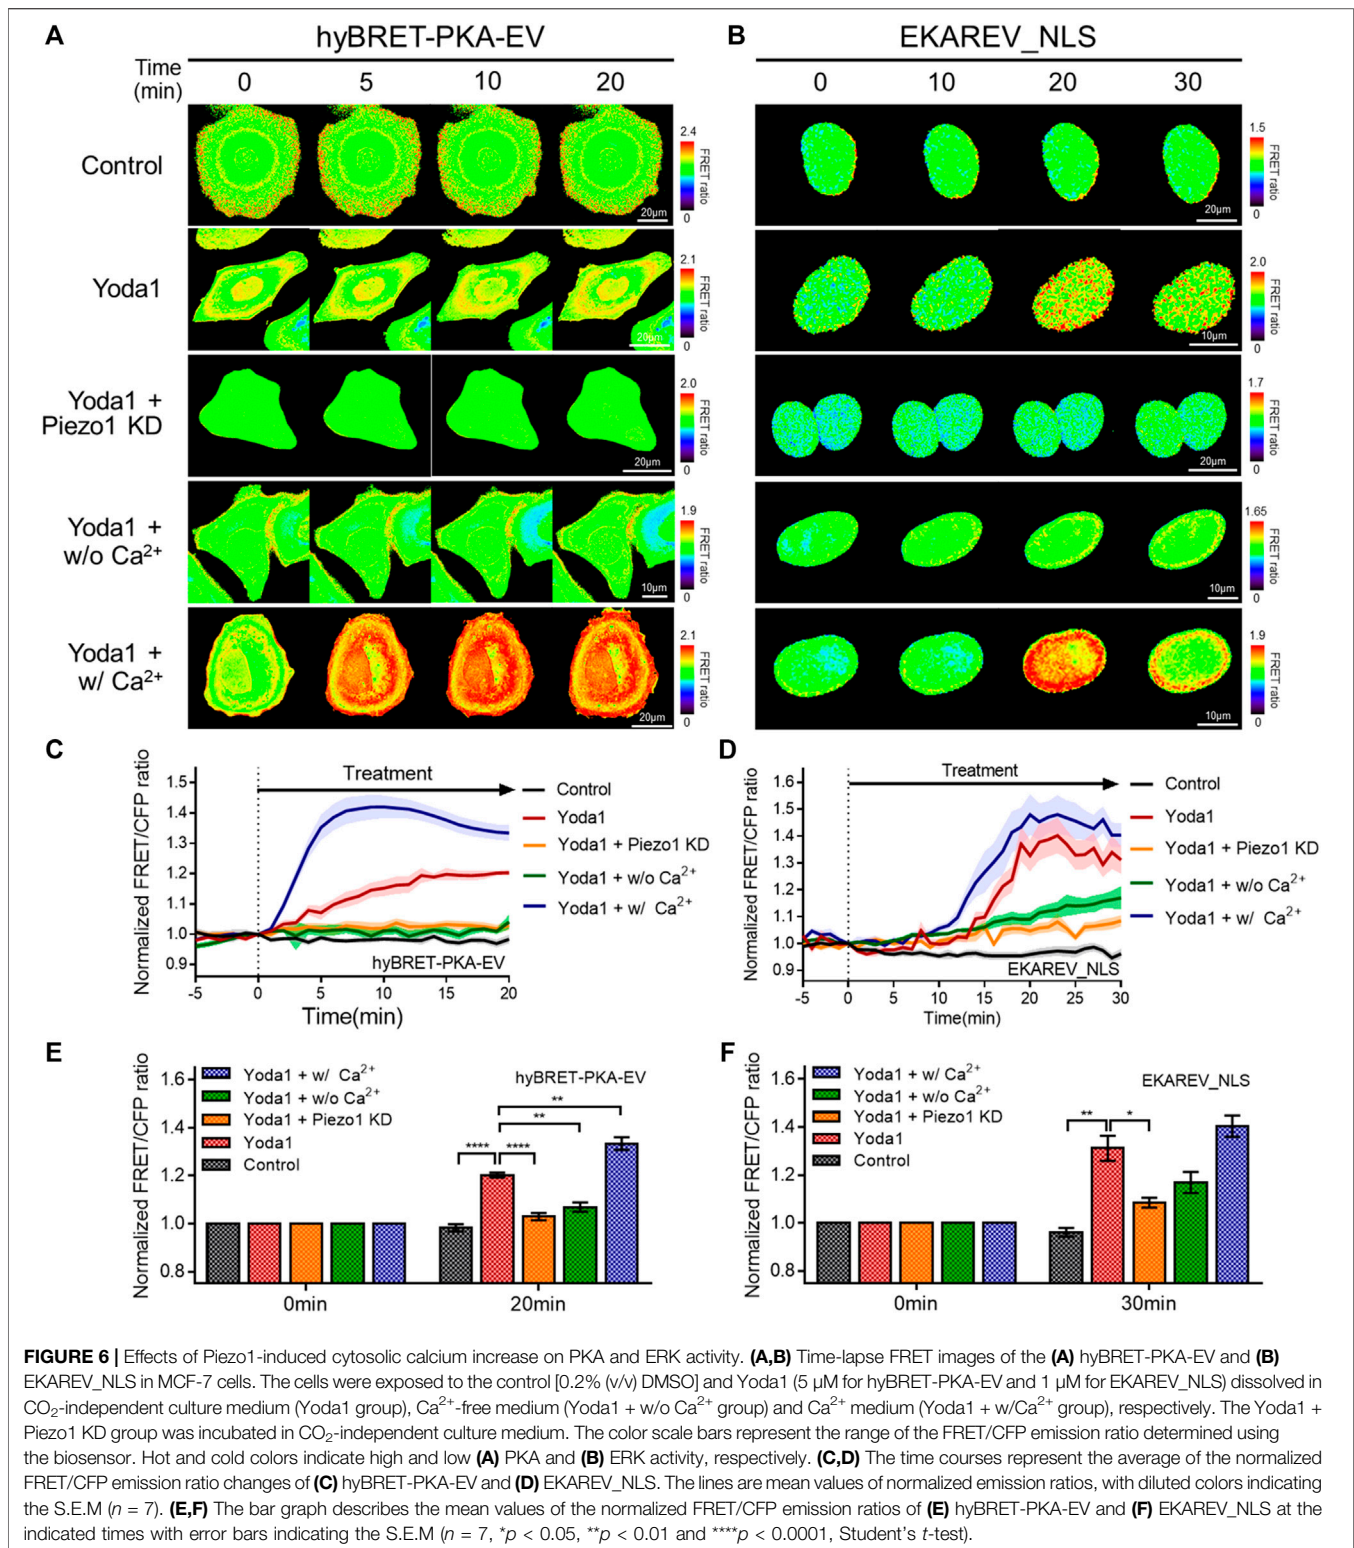 A
hyBRET-PKA-EV
Time
(min)
0
5
10
20
Control
2.4
FRET ratio
0
20µm
Yoda1
2.1
FRET ratio
0
20µm
Yoda1 +
Piezo1 KD
2.0
FRET ratio
0
20µm
Yoda1 +
w/o Ca²⁺
1.9
FRET ratio
0
10µm
Yoda1 +
w/ Ca²⁺
2.1
FRET ratio
0
20µm
B
EKAREV_NLS
0
10
20
30
1.5
FRET ratio
0
20µm
2.0
FRET ratio
0
10µm
1.7
FRET ratio
0
20µm
1.65
FRET ratio
0
10µm
1.9
FRET ratio
0
10µm
C
Normalized FRET/CFP ratio
1.5
1.4
1.3
1.2
1.1
1.0
0.9
Treatment
Control
Yoda1
Yoda1 + Piezo1 KD
Yoda1 + w/o Ca²⁺
Yoda1 + w/ Ca²⁺
hyBRET-PKA-EV
-5
0
5
10
15
20
Time(min)
D
Normalized FRET/CFP ratio
1.6
1.5
1.4
1.3
1.2
1.1
1.0
0.9
Treatment
Control
Yoda1
Yoda1 + Piezo1 KD
Yoda1 + w/o Ca²⁺
Yoda1 + w/ Ca²⁺
EKAREV_NLS
-5
0
5
10
15
20
25
30
Time(min)
E
Normalized FRET/CFP ratio
1.6
1.4
1.2
1.0
0.8
Yoda1 + w/ Ca²⁺
Yoda1 + w/o Ca²⁺
Yoda1 + Piezo1 KD
Yoda1
Control
hyBRET-PKA-EV
**
**
****
****
0min
20min
F
Normalized FRET/CFP ratio
1.6
1.4
1.2
1.0
0.8
Yoda1 + w/ Ca²⁺
Yoda1 + w/o Ca²⁺
Yoda1 + Piezo1 KD
Yoda1
Control
EKAREV_NLS
**
*
0min
30min
FIGURE 6 | Effects of Piezo1-induced cytosolic calcium increase on PKA and ERK activity. (A,B) Time-lapse FRET images of the (A) hyBRET-PKA-EV and (B)
EKAREV_NLS in MCF-7 cells. The cells were exposed to the control [0.2% (v/v) DMSO] and Yoda1 (5 µM for hyBRET-PKA-EV and 1 µM for EKAREV_NLS) dissolved in
CO₂-independent culture medium (Yoda1 group), Ca²⁺-free medium (Yoda1 + w/o Ca²⁺ group) and Ca²⁺ medium (Yoda1 + w/Ca²⁺ group), respectively. The Yoda1 +
Piezo1 KD group was incubated in CO₂-independent culture medium. The color scale bars represent the range of the FRET/CFP emission ratio determined using
the biosensor. Hot and cold colors indicate high and low (A) PKA and (B) ERK activity, respectively. (C,D) The time courses represent the average of the normalized
FRET/CFP emission ratio changes of (C) hyBRET-PKA-EV and (D) EKAREV_NLS. The lines are mean values of normalized emission ratios, with diluted colors indicating
the S.E.M (n = 7). (E,F) The bar graph describes the mean values of the normalized FRET/CFP emission ratios of (E) hyBRET-PKA-EV and (F) EKAREV_NLS at the
indicated times with error bars indicating the S.E.M (n = 7, *p < 0.05, **p < 0.01 and ****p < 0.0001, Student's t-test).